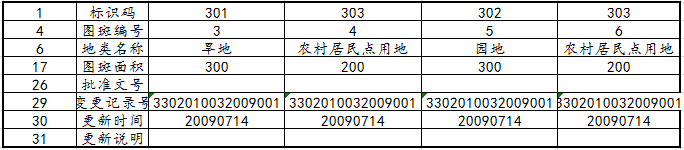 1 标识码 301 303 302 303
4 图斑编号 3 4 5 6
6 地类名称 旱地 农村居民点用地 园地 农村居民点用地
17 图斑面积 300 200 300 200
26 批准文号
29 变更记录号 3302010032009001 3302010032009001 3302010032009001 3302010032009001
30 更新时间 20090714 20090714 20090714 20090714
31 更新说明